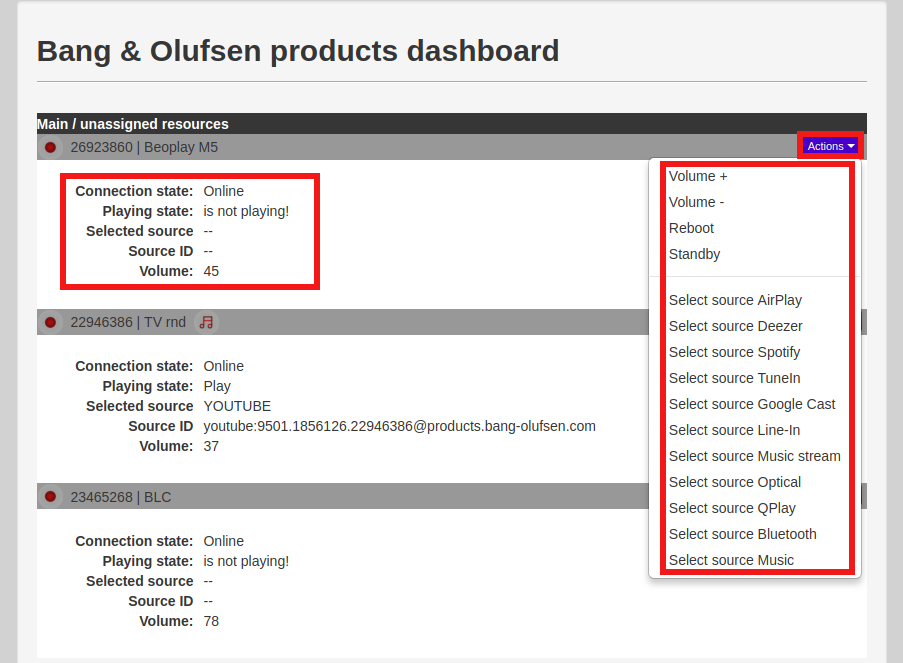 Bang & Olufsen products dashboard
Main / unassigned resources
26923860 | Beoplay M5
Actions
Connection state: Online
Playing state: is not playing!
Selected source --
Source ID --
Volume: 45
Volume +
Volume -
Reboot
Standby
Select source AirPlay
Select source Deezer
Select source Spotify
Select source TuneIn
Select source Google Cast
Select source Line-In
Select source Music stream
Select source Optical
Select source QPlay
Select source Bluetooth
Select source Music
22946386 | TV rnd
Connection state: Online
Playing state: Play
Selected source YOUTUBE
Source ID youtube:9501.1856126.22946386@products.bang-olufsen.com
Volume: 37
23465268 | BLC
Connection state: Online
Playing state: is not playing!
Selected source --
Source ID --
Volume: 78